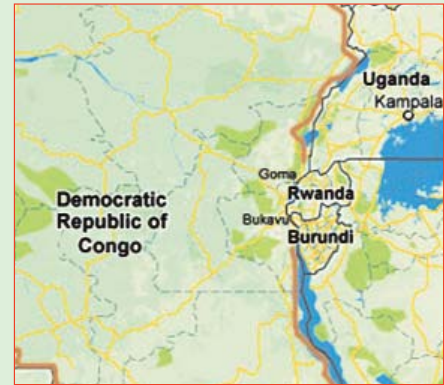 Uganda
Kampala
Goma
Rwanda
Democratic
Republic of
Congo
Bukavu
Burundi